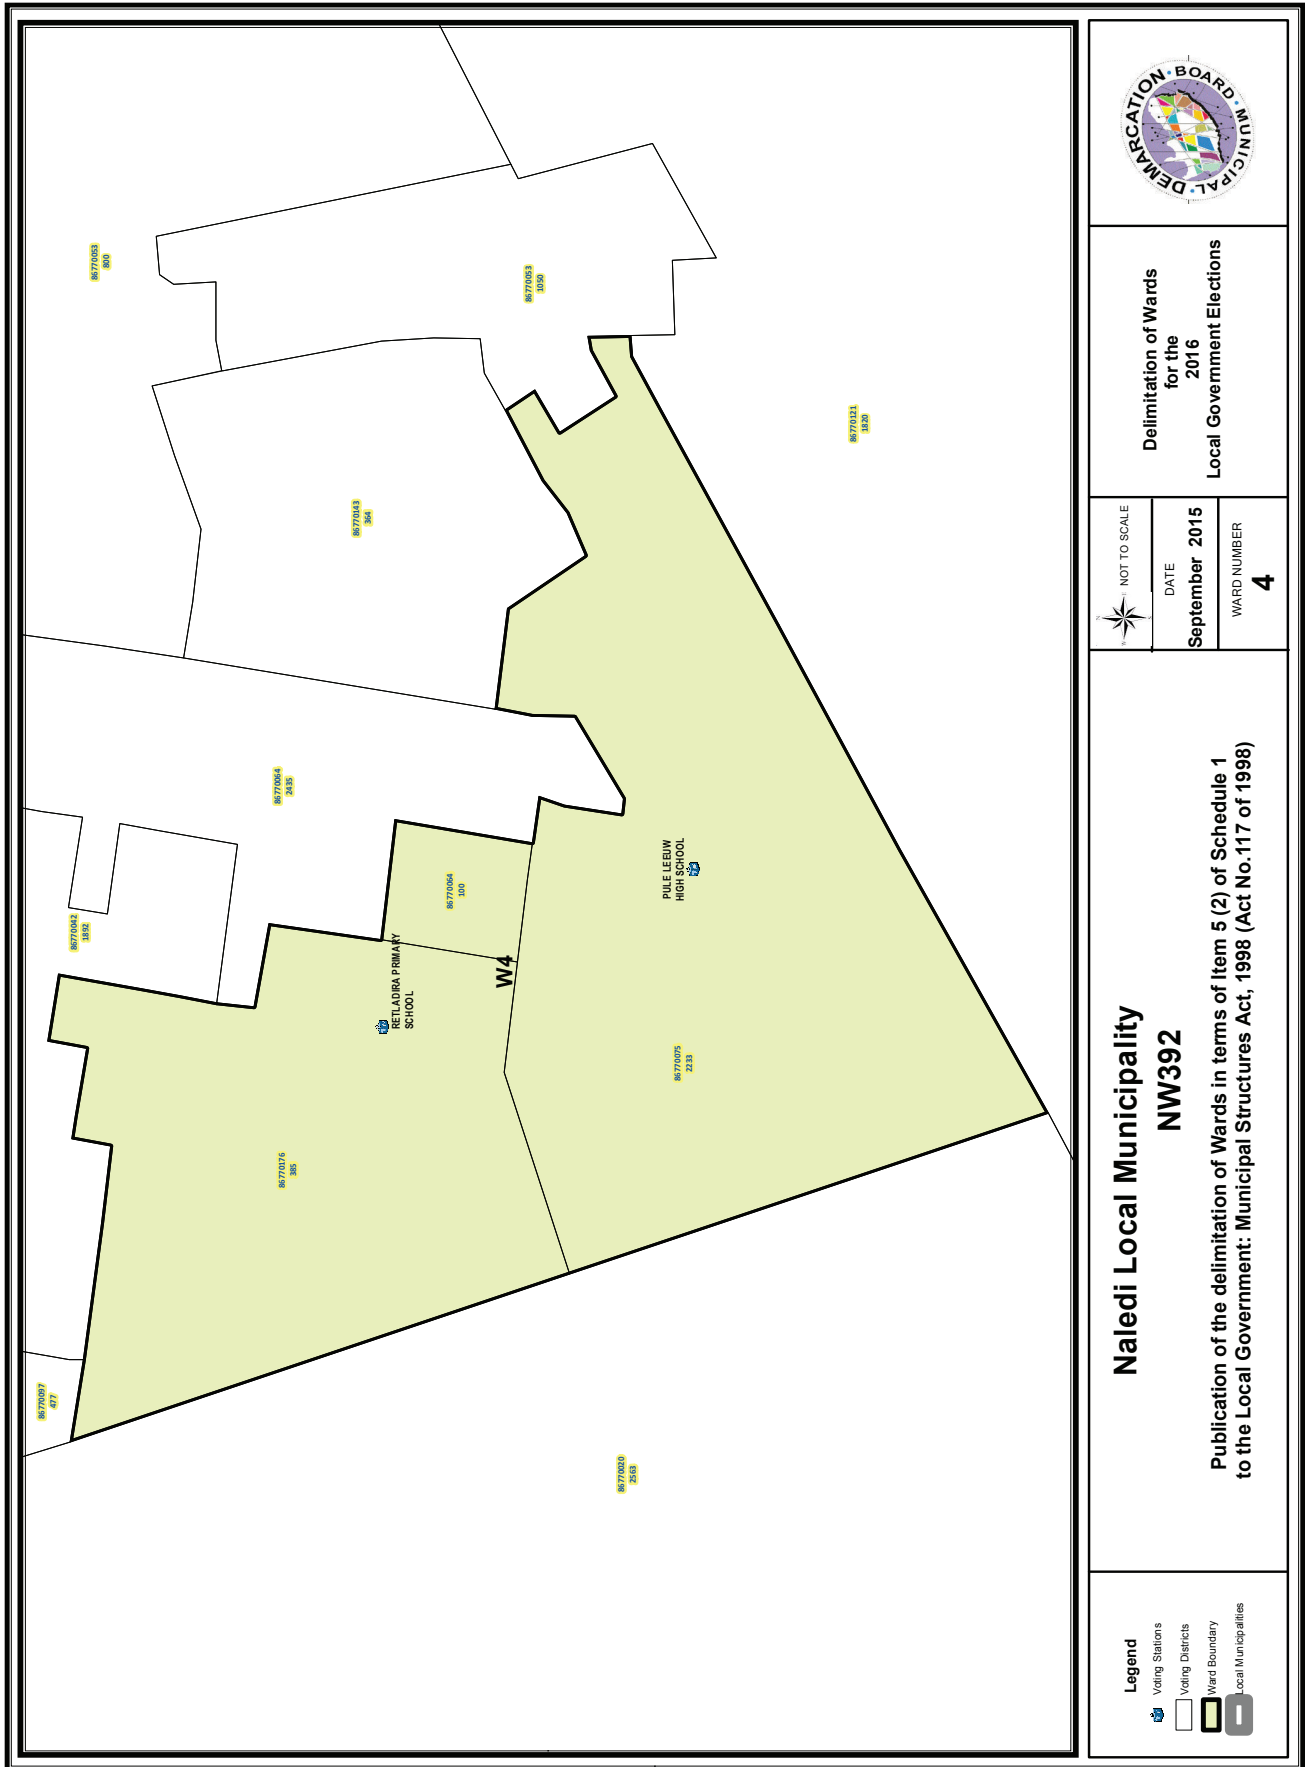 86770053
800
86770053
1050
86770121
1820
86770143
364
86770064
2435
86770042
1892
86770064
100
RETLADIRA PRIMARY
SCHOOL
W4
PULE LEEUW
HIGH SCHOOL
86770075
2233
86770176
385
86770097
477
86770020
2563
Legend
Voting Stations
Voting Districts
Ward Boundary
Local Municipalities
Naledi Local Municipality
NW392
Publication of the delimitation of Wards in terms of Item 5 (2) of Schedule 1
to the Local Government: Municipal Structures Act, 1998 (Act No.117 of 1998)
N
W
NOT TO SCALE
DATE
September 2015
WARD NUMBER
4
Delimitation of Wards
for the
2016
Local Government Elections
MUNICIPAL · DEMARCATION · BOARD ·